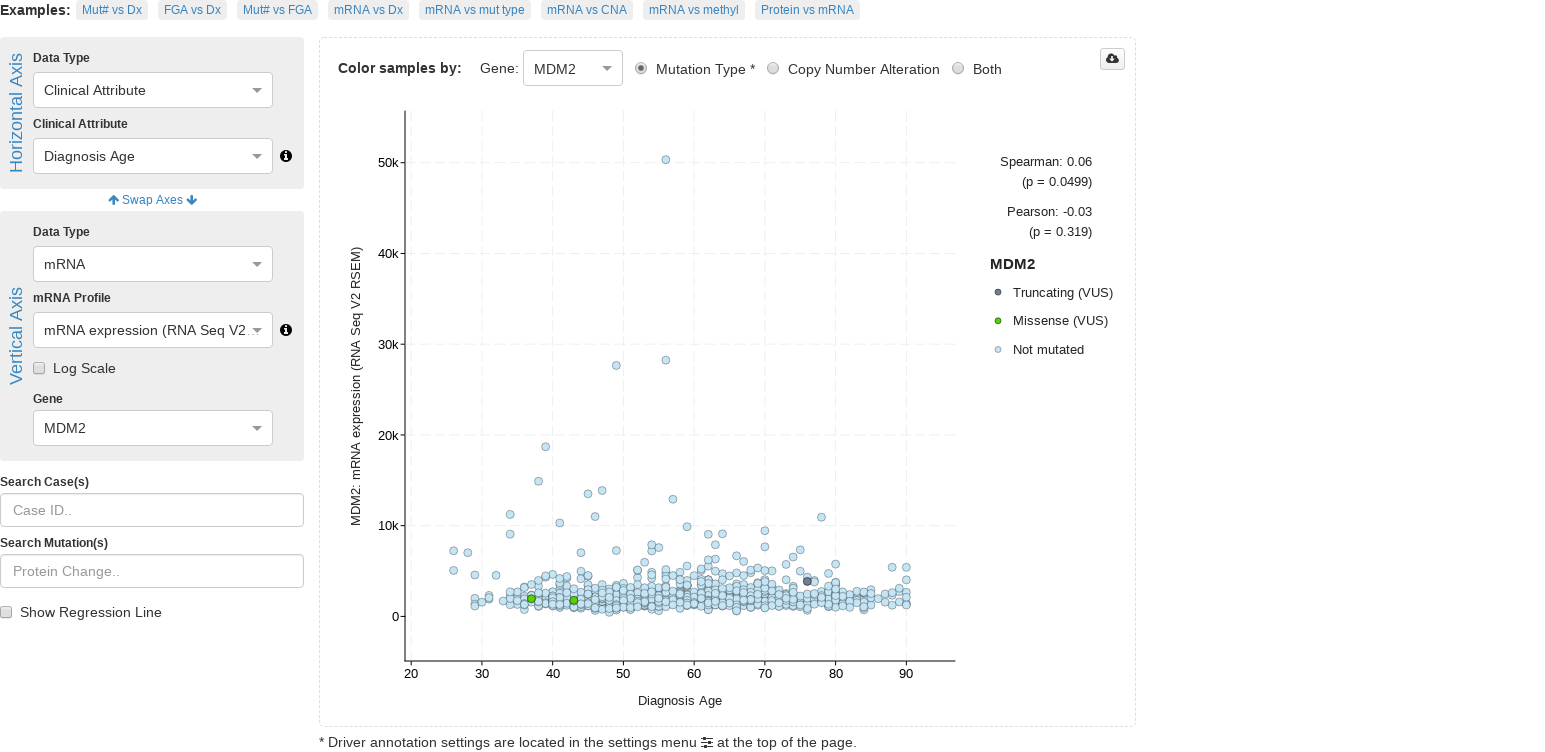 Examples: Mut# vs Dx FGA vs Dx Mut# vs FGA mRNA vs Dx mRNA vs mut type mRNA vs CNA mRNA vs methyl Protein vs mRNA
Horizontal Axis
Data Type
Clinical Attribute
Clinical Attribute
Diagnosis Age
Swap Axes
Vertical Axis
Data Type
mRNA
mRNA Profile
mRNA expression (RNA Seq V2…
Log Scale
Gene
MDM2
Search Case(s)
Case ID..
Search Mutation(s)
Protein Change..
Show Regression Line
Color samples by: Gene: MDM2 Mutation Type * Copy Number Alteration Both
MDM2: mRNA expression (RNA Seq V2 RSEM)
50k
40k
30k
20k
10k
0
20 30 40 50 60 70 80 90
Diagnosis Age
Spearman: 0.06
(p = 0.0499)
Pearson: -0.03
(p = 0.319)
MDM2
Truncating (VUS)
Missense (VUS)
Not mutated
* Driver annotation settings are located in the settings menu at the top of the page.